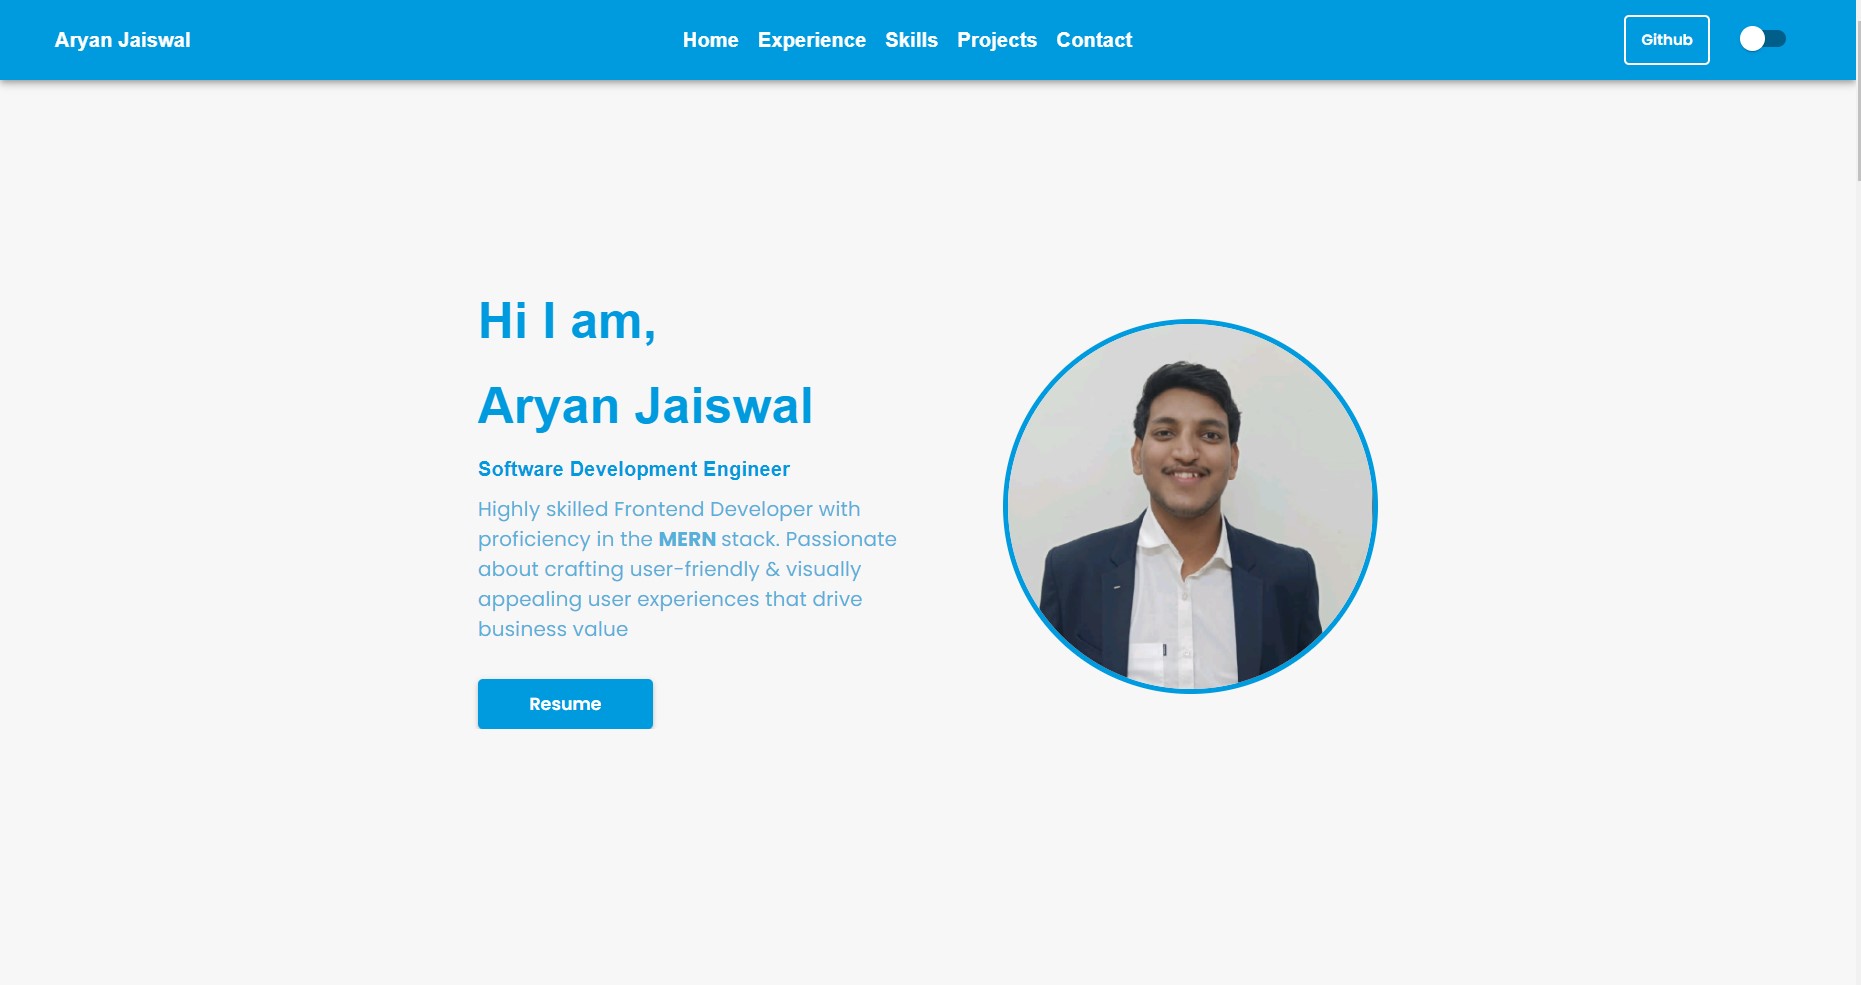 Aryan Jaiswal
Home Experience Skills Projects Contact
Github
Hi I am,
Aryan Jaiswal
Software Development Engineer
Highly skilled Frontend Developer with
proficiency in the MERN stack. Passionate
about crafting user-friendly & visually
appealing user experiences that drive
business value
Resume